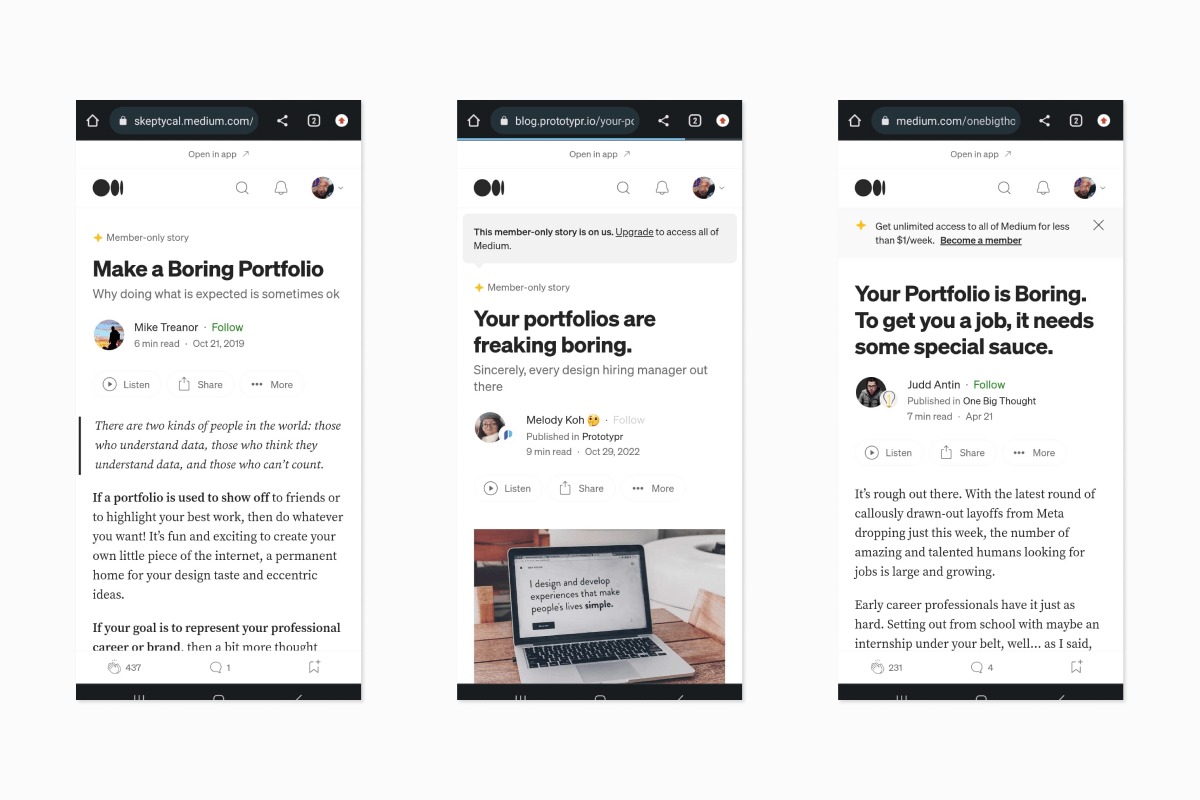 skeptycal.medium.com/
2
Open in app
Member-only story
Make a Boring Portfolio
Why doing what is expected is sometimes ok
Mike Treanor · Follow
6 min read · Oct 21, 2019
Listen
Share
More
There are two kinds of people in the world: those
who understand data, those who think they
understand data, and those who can't count.
If a portfolio is used to show off to friends or
to highlight your best work, then do whatever
you want! It's fun and exciting to create your
own little piece of the internet, a permanent
home for your design taste and eccentric
ideas.
If your goal is to represent your professional
career or brand, then a bit more thought
437
1
blog.prototypr.io/your-po
2
Open in app
This member-only story is on us. Upgrade to access all of
Medium.
Member-only story
Your portfolios are
freaking boring.
Sincerely, every design hiring manager out
there
Melody Koh 🤔 · Follow
Published in Prototypr
9 min read · Oct 29, 2022
Listen
Share
More
I design and develop
experiences that make
people's lives simple.
medium.com/onebigthc
2
Open in app
Get unlimited access to all of Medium for less
than $1/week. Become a member
Your Portfolio is Boring.
To get you a job, it needs
some special sauce.
Judd Antin · Follow
Published in One Big Thought
7 min read · Apr 21
Listen
Share
More
It's rough out there. With the latest round of
callously drawn-out layoffs from Meta
dropping just this week, the number of
amazing and talented humans looking for
jobs is large and growing.
Early career professionals have it just as
hard. Setting out from school with maybe an
internship under your belt, well… as I said,
231
4